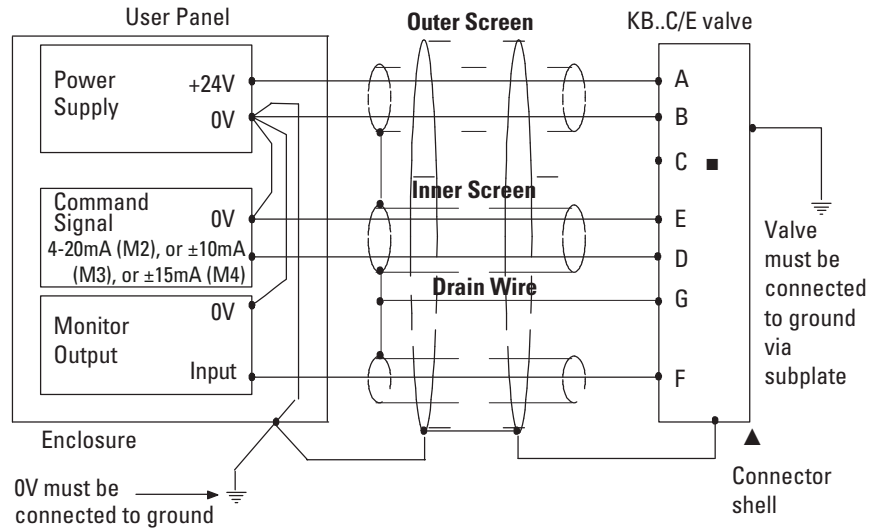 User Panel
Outer Screen
KB..C/E valve
Power
Supply
+24V
0V
A
B
C ■
Command
Signal
0V
4-20mA (M2), or ±10mA
(M3), or ±15mA (M4)
Inner Screen
E
D
Drain Wire
G
Monitor
Output
0V
Input
F
Valve
must be
connected
to ground
via
subplate
Enclosure
▲
Connector
shell
0V must be
connected to ground